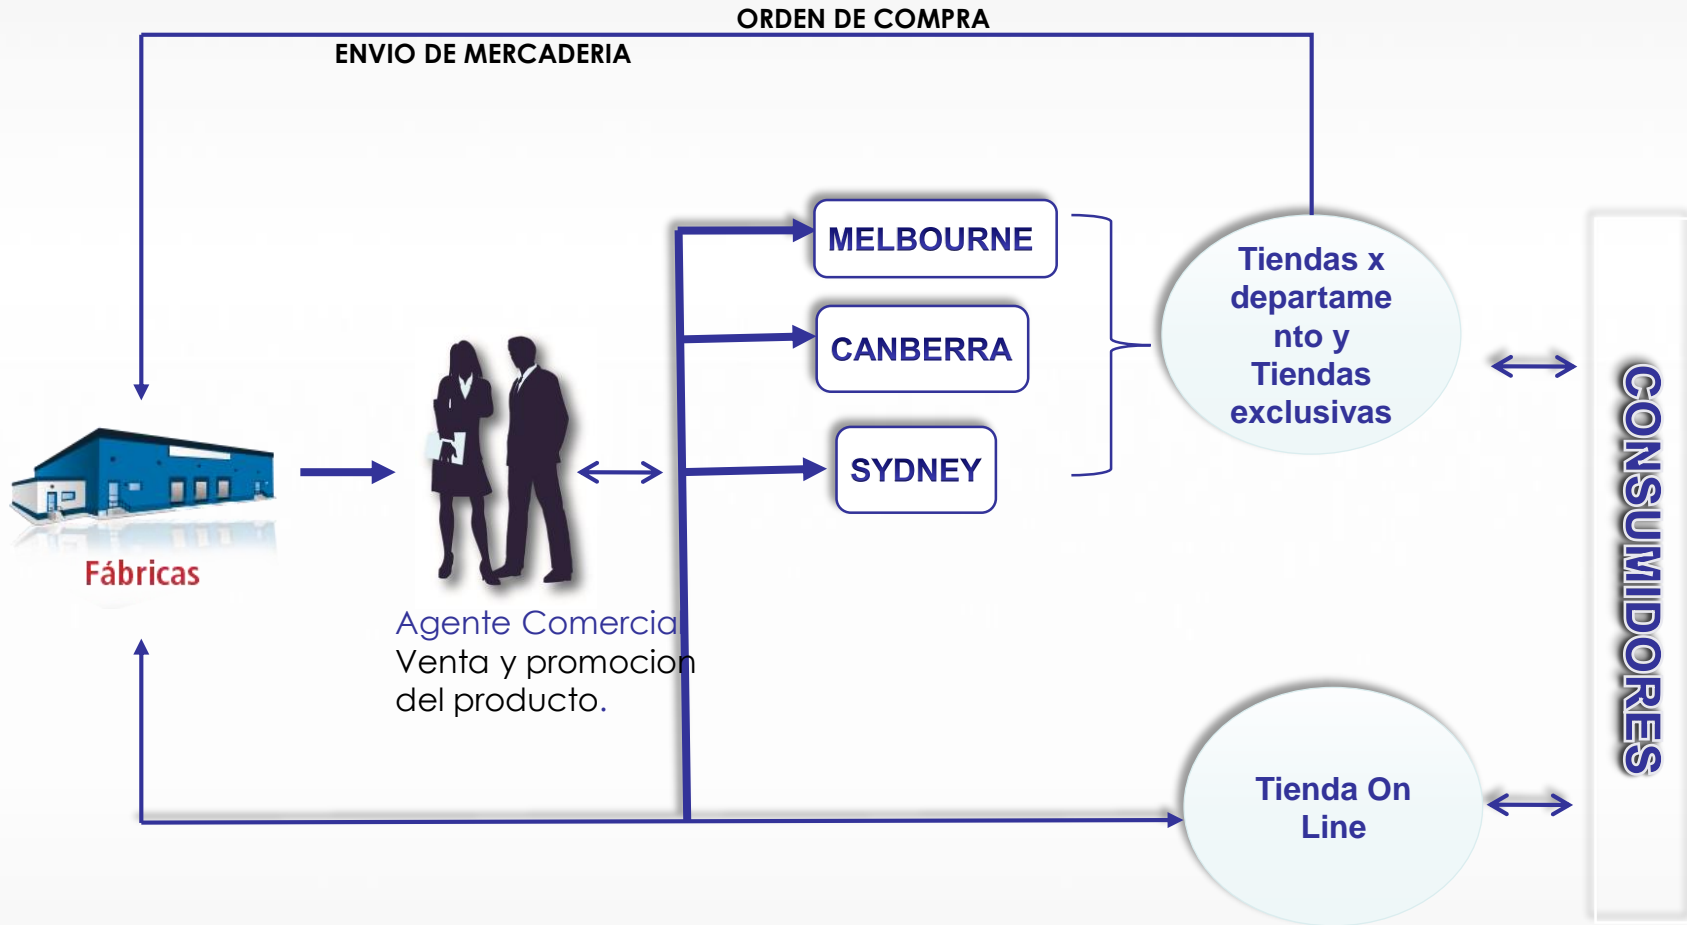 ORDEN DE COMPRA
ENVIO DE MERCADERIA
MELBOURNE
CANBERRA
SYDNEY
Tiendas x
departame
nto y
Tiendas
exclusivas
CONSUMIDORES
Fábricas
Agente Comercial
Venta y promocion
del producto.
Tienda On
Line